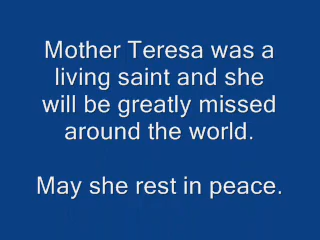 Mother Teresa was a
living saint and she
will be greatly missed
around the world.
May she rest in peace.